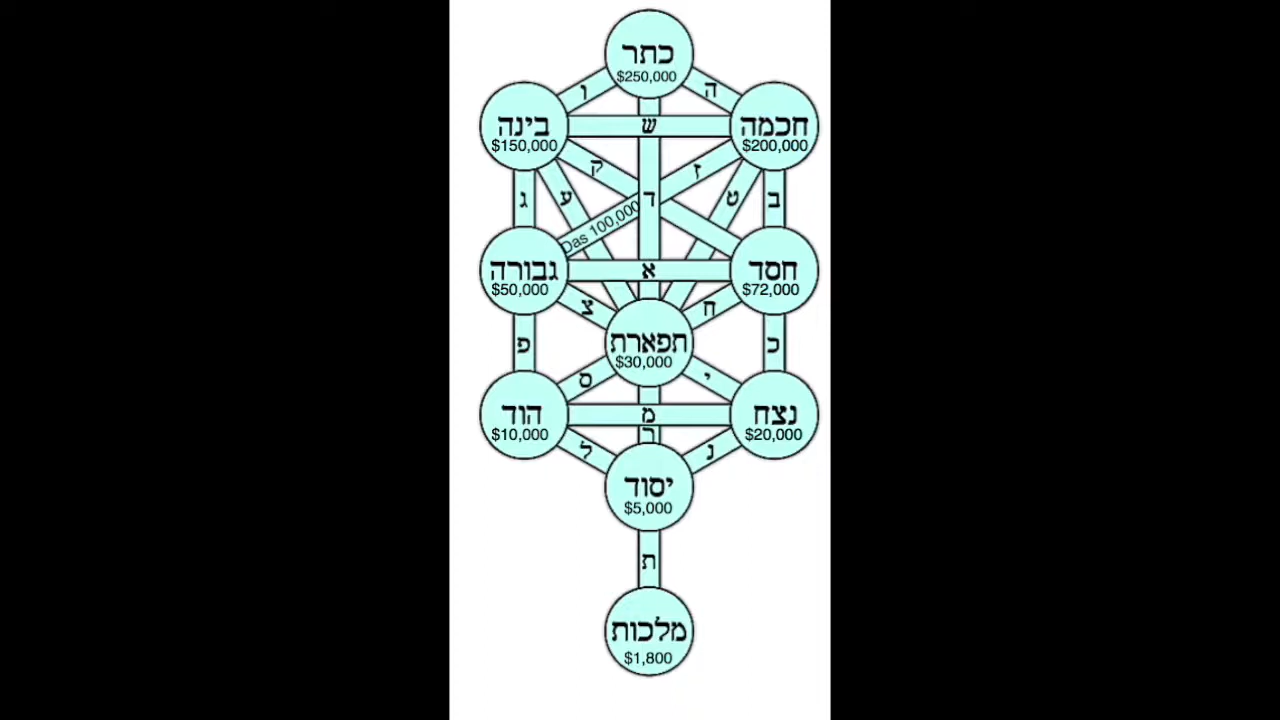 כתר
$250,000
ו
ה
בינה
$150,000
ש
חכמה
$200,000
ק
ז
ג
ע
ד
ט
ב
Das 100,000
גבורה
$50,000
א
חסד
$72,000
צ
ח
פ
תפארת
$30,000
כ
ס
י
הוד
$10,000
מ
ר
נצח
$20,000
ל
נ
יסוד
$5,000
ת
מלכות
$1,800